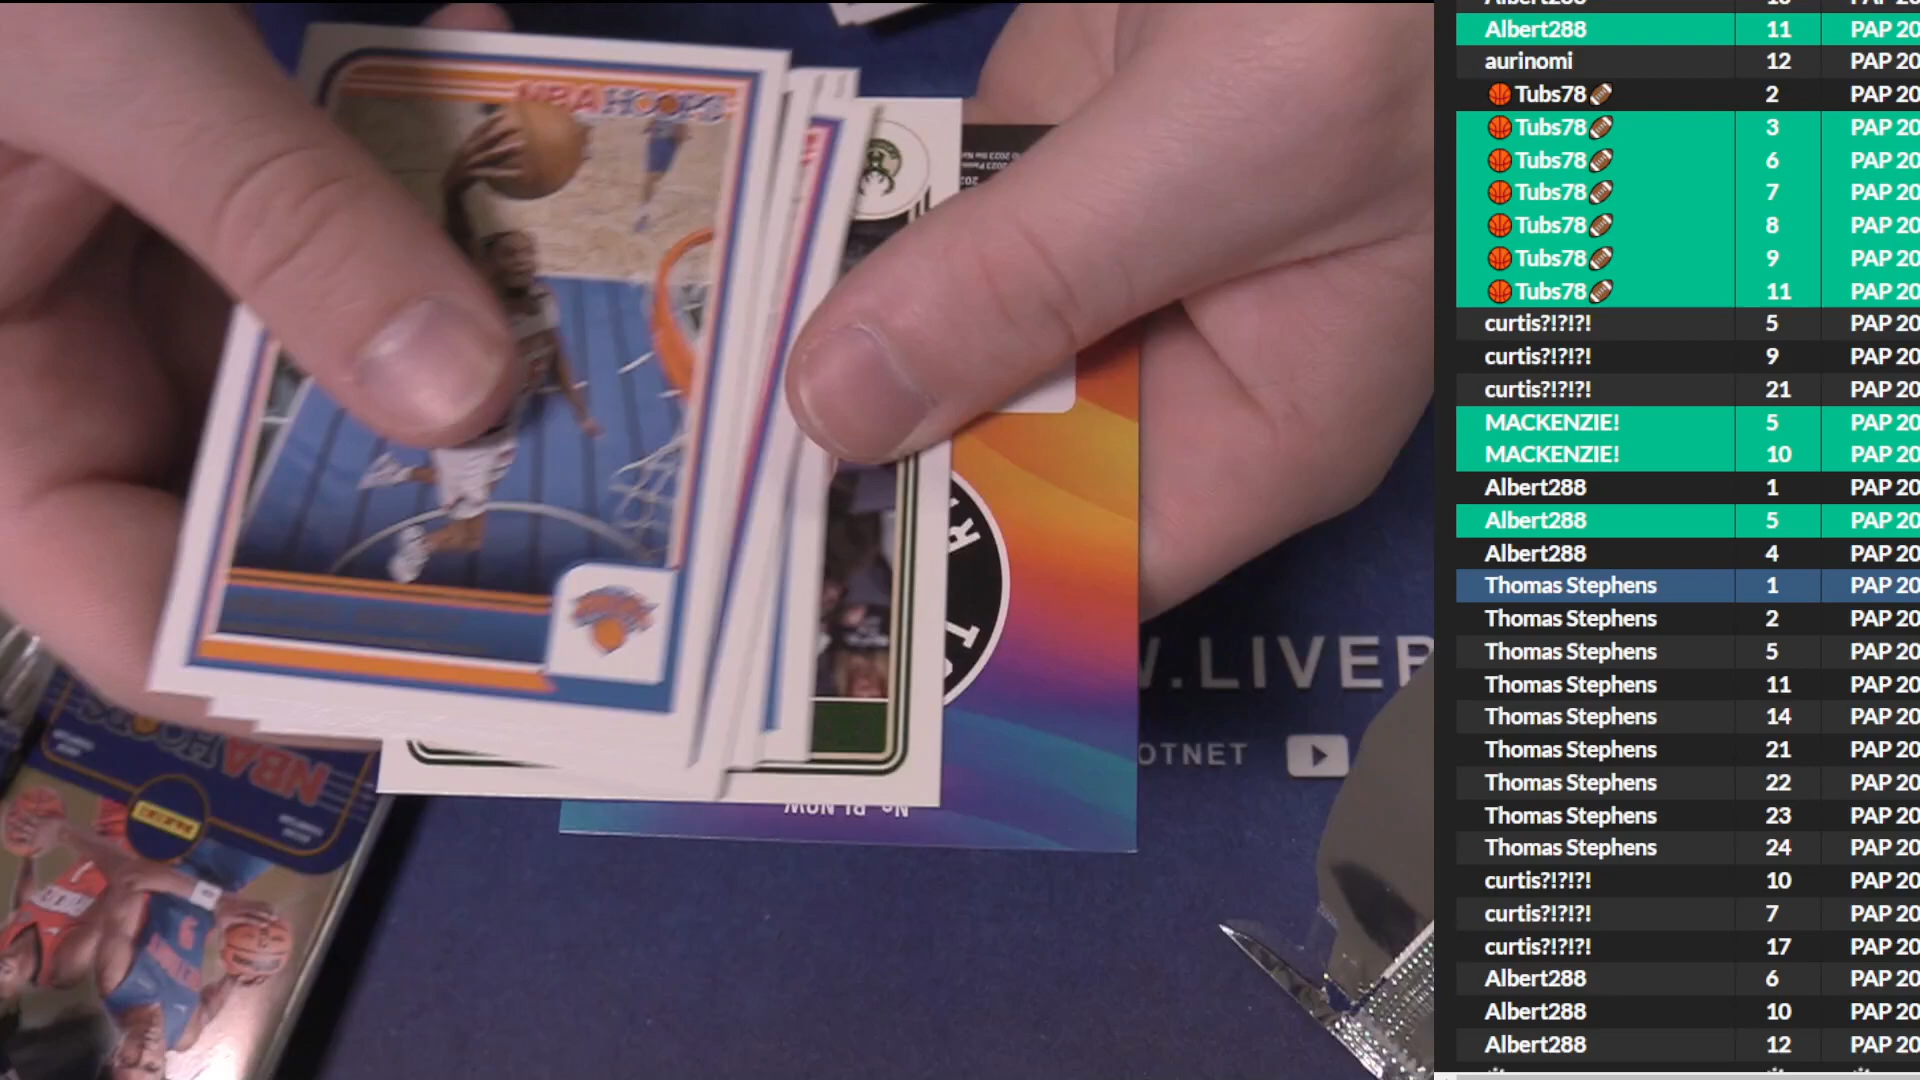 NBA HOOPS
W.LIVER
OTNET
No. RI-NOW
NBA HOOPS
PANINI
Albert288 11 PAP 20
aurinomi 12 PAP 20
🏀Tubs78🏈 2 PAP 20
🏀Tubs78🏈 3 PAP 20
🏀Tubs78🏈 6 PAP 20
🏀Tubs78🏈 7 PAP 20
🏀Tubs78🏈 8 PAP 20
🏀Tubs78🏈 9 PAP 20
🏀Tubs78🏈 11 PAP 20
curtis?!?!?! 5 PAP 20
curtis?!?!?! 9 PAP 20
curtis?!?!?! 21 PAP 20
MACKENZIE! 5 PAP 20
MACKENZIE! 10 PAP 20
Albert288 1 PAP 20
Albert288 5 PAP 20
Albert288 4 PAP 20
Thomas Stephens 1 PAP 20
Thomas Stephens 2 PAP 20
Thomas Stephens 5 PAP 20
Thomas Stephens 11 PAP 20
Thomas Stephens 14 PAP 20
Thomas Stephens 21 PAP 20
Thomas Stephens 22 PAP 20
Thomas Stephens 23 PAP 20
Thomas Stephens 24 PAP 20
curtis?!?!?! 10 PAP 20
curtis?!?!?! 7 PAP 20
curtis?!?!?! 17 PAP 20
Albert288 6 PAP 20
Albert288 10 PAP 20
Albert288 12 PAP 20